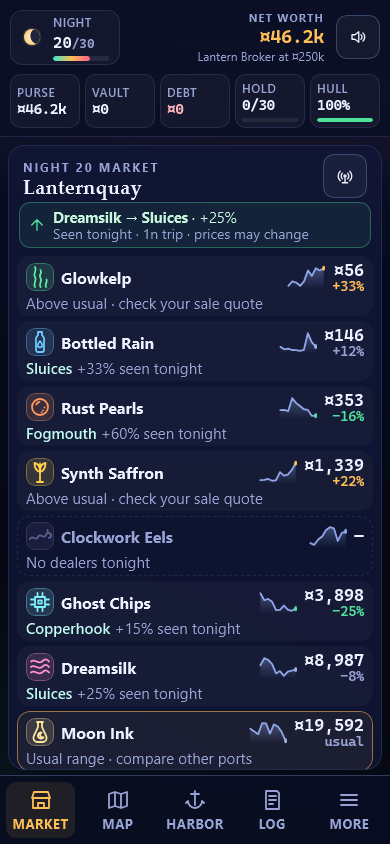 NIGHT
20/30
NET WORTH
¤46.2k
Lantern Broker at ¤250k
PURSE
¤46.2k
VAULT
¤0
DEBT
¤0
HOLD
0/30
HULL
100%
NIGHT 20 MARKET
Lanternquay
Dreamsilk → Sluices · +25%
Seen tonight · 1n trip · prices may change
Glowkelp
¤56
+33%
Above usual · check your sale quote
Bottled Rain
¤146
+12%
Sluices +33% seen tonight
Rust Pearls
¤353
−16%
Fogmouth +60% seen tonight
Synth Saffron
¤1,339
+22%
Above usual · check your sale quote
Clockwork Eels
—
No dealers tonight
Ghost Chips
¤3,898
−25%
Copperhook +15% seen tonight
Dreamsilk
¤8,987
−8%
Sluices +25% seen tonight
Moon Ink
¤19,592
usual
Usual range · compare other ports
MARKET
MAP
HARBOR
LOG
MORE